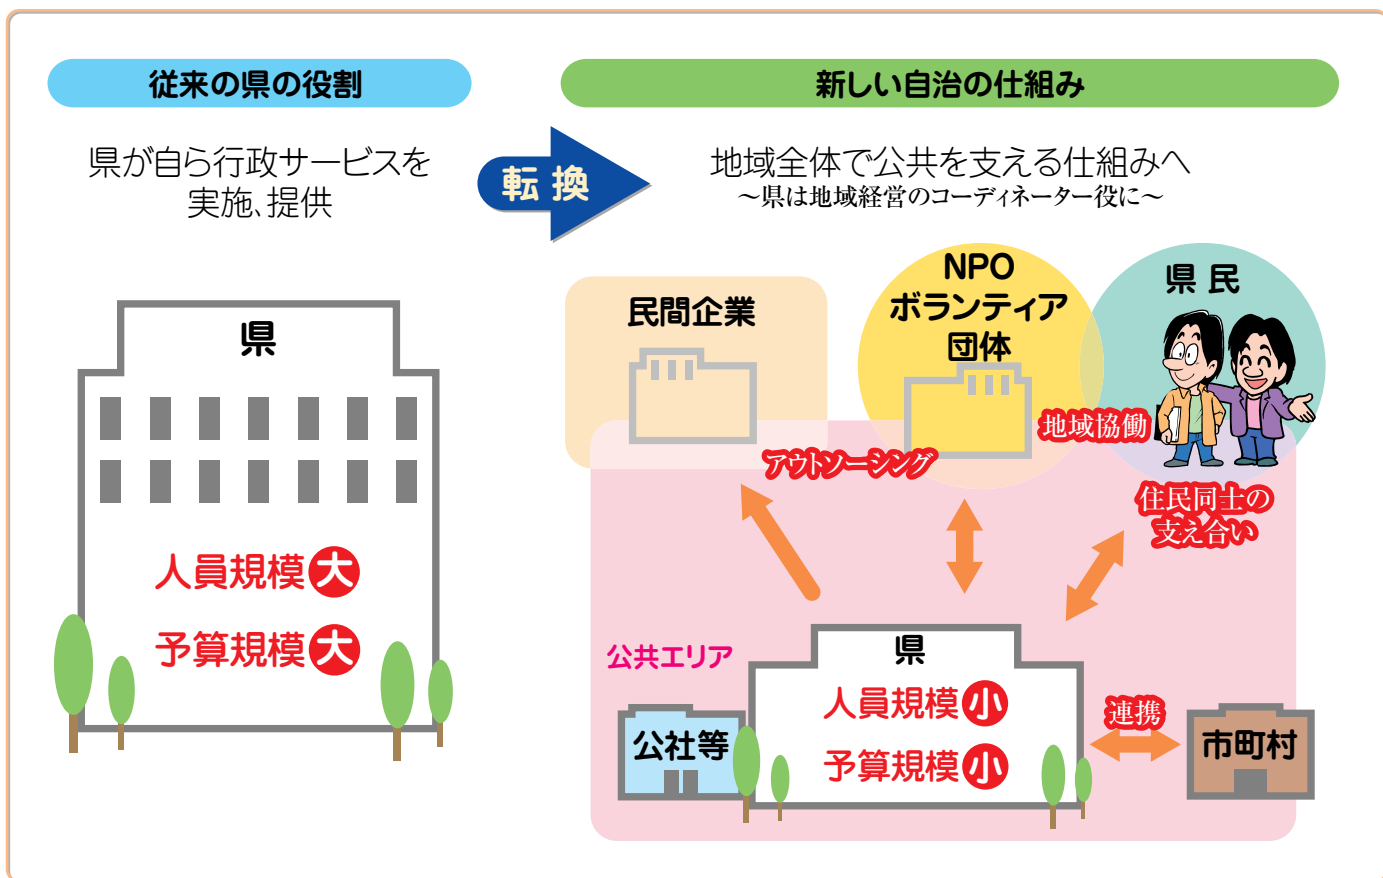 従来の県の役割
県が自ら行政サービスを
実施、提供
転換
新しい自治の仕組み
地域全体で公共を支える仕組みへ
～県は地域経営のコーディネーター役に～
県
人員規模大
予算規模大
民間企業
NPO
ボランティア
団体
県民
地域協働
アウトソーシング
住民同士の
支え合い
公共エリア
県
人員規模小
予算規模小
公社等
連携
市町村